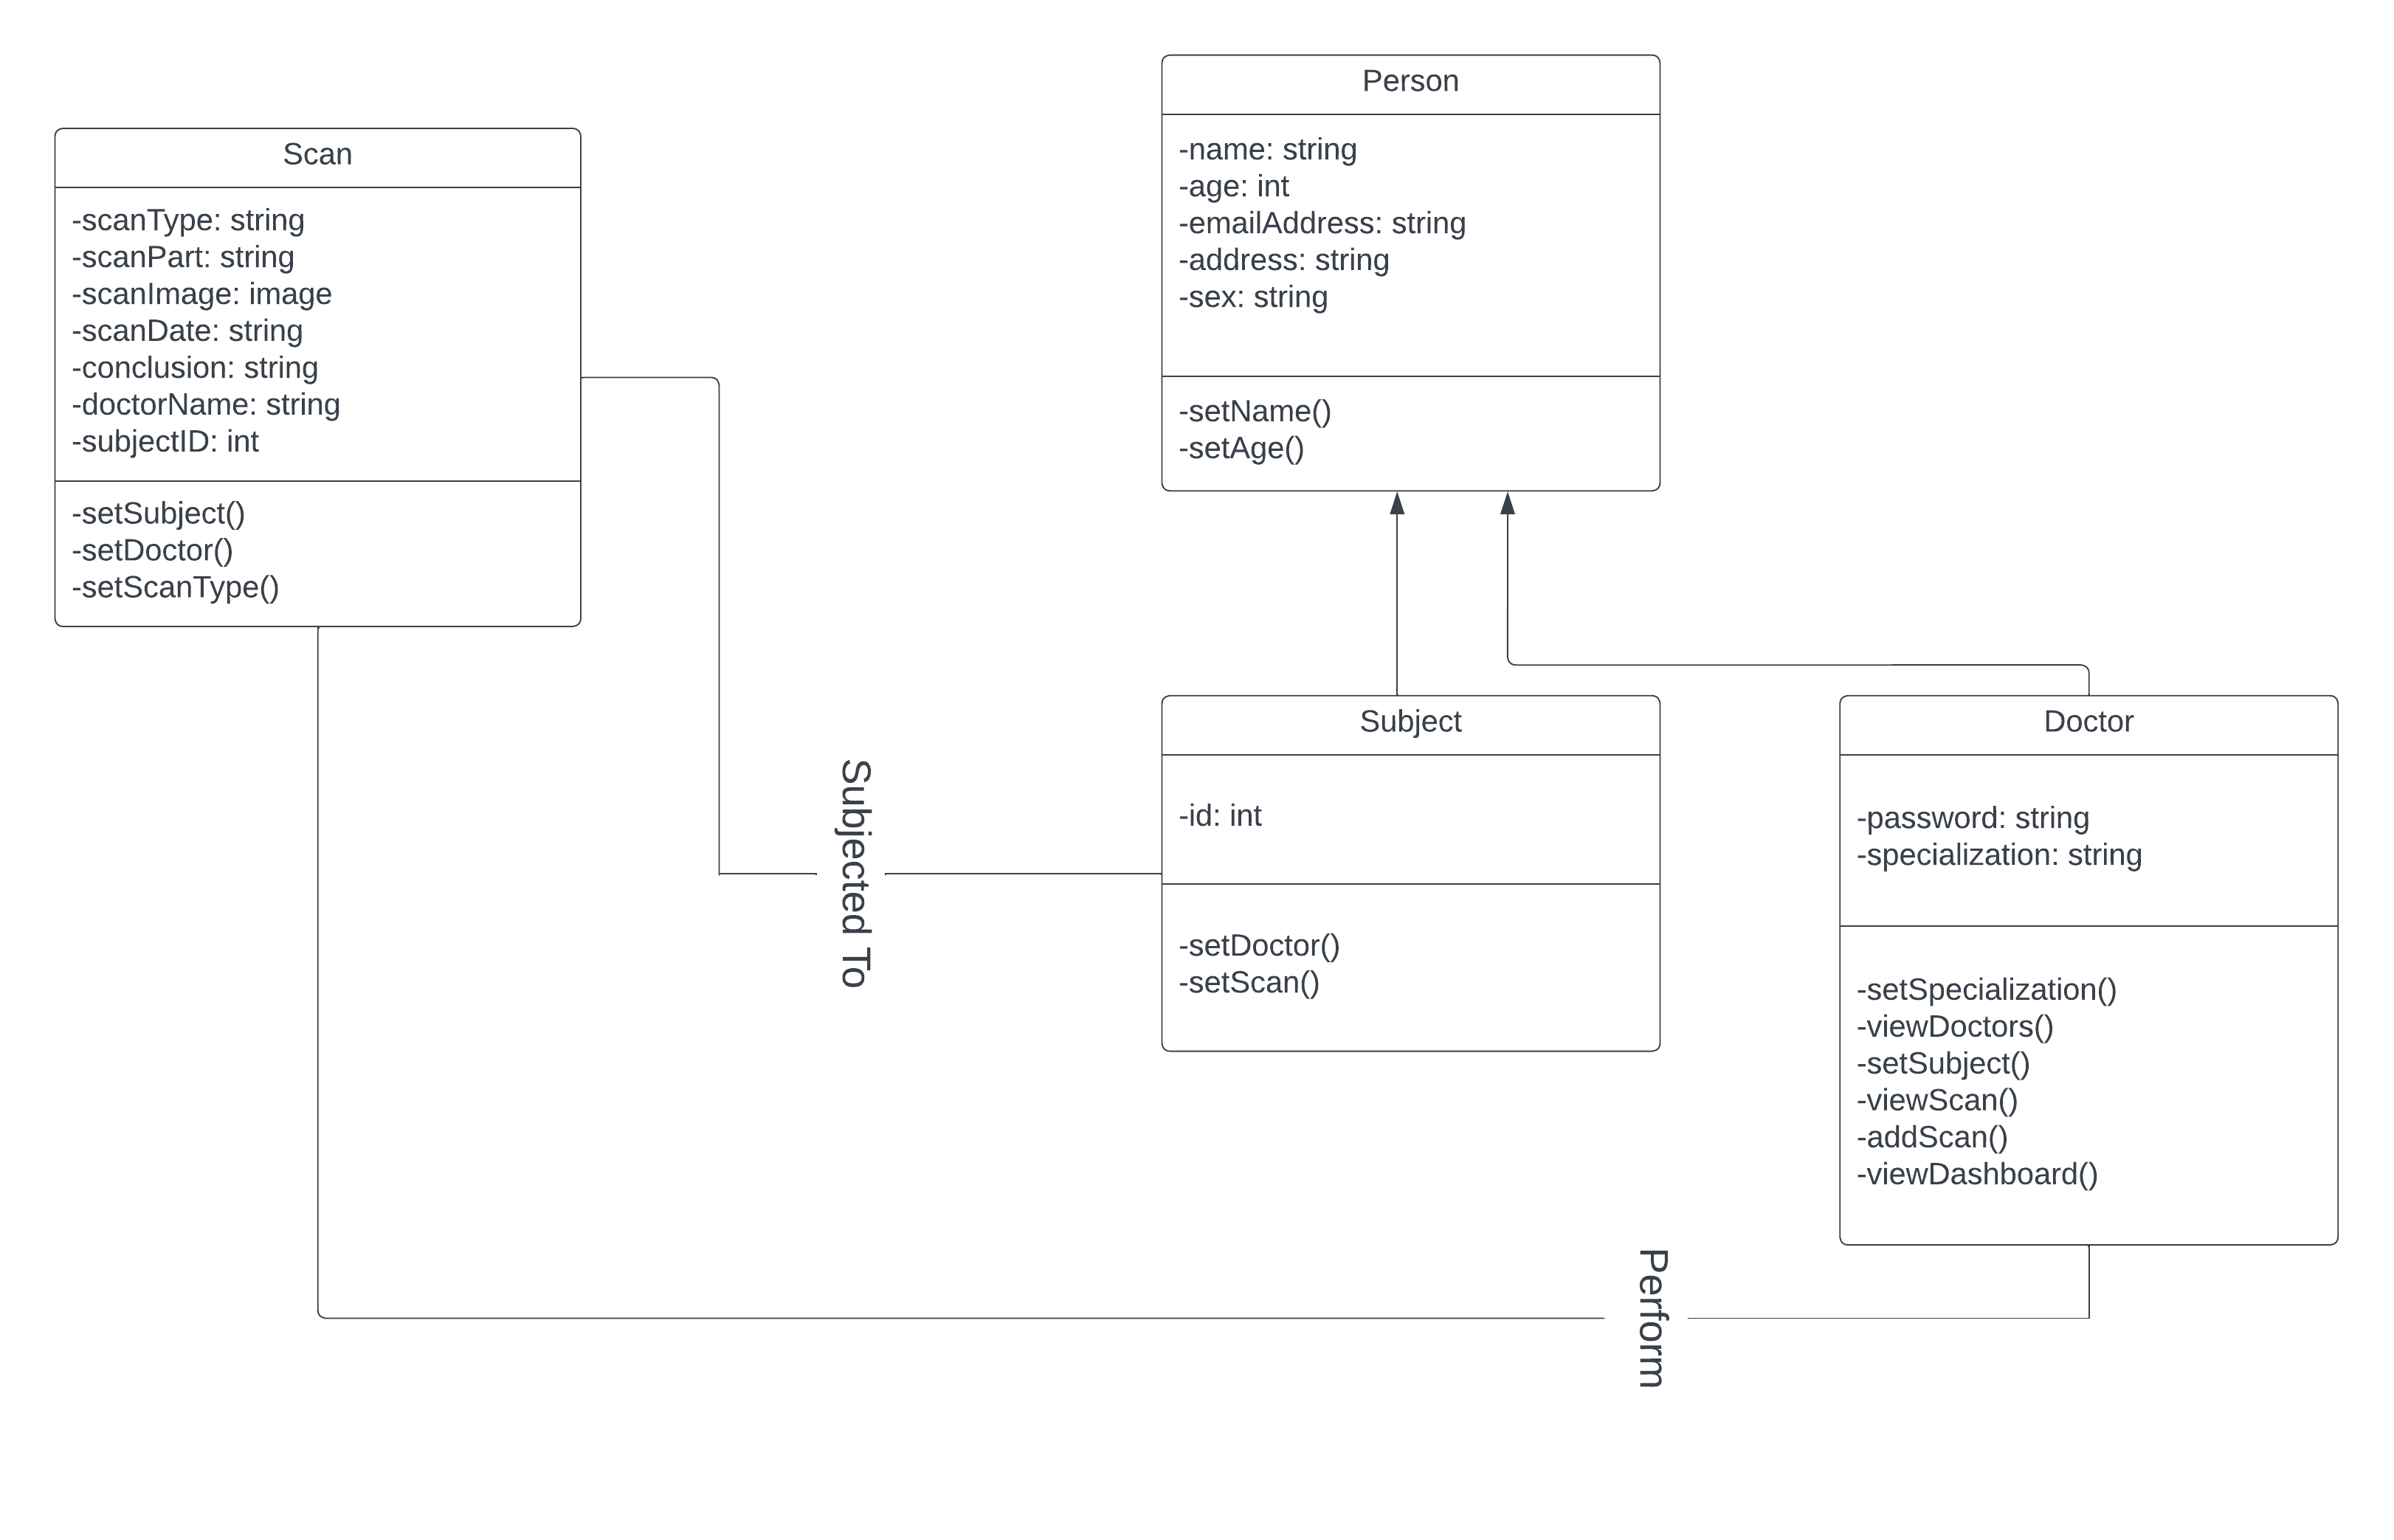 Scan
-scanType: string
-scanPart: string
-scanImage: image
-scanDate: string
-conclusion: string
-doctorName: string
-subjectID: int
-setSubject()
-setDoctor()
-setScanType()
Person
-name: string
-age: int
-emailAddress: string
-address: string
-sex: string
-setName()
-setAge()
Subjected To
Subject
-id: int
-setDoctor()
-setScan()
Doctor
-password: string
-specialization: string
-setSpecialization()
-viewDoctors()
-setSubject()
-viewScan()
-addScan()
-viewDashboard()
Perform